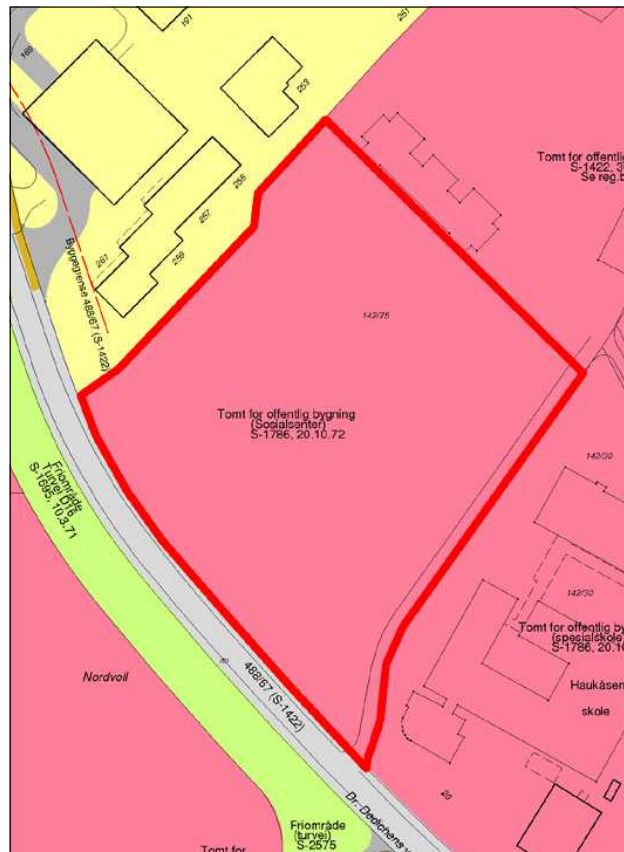 191
251
169
253
Tomt for offentlig
S-1422, 3
Se reg.b
255
257
259
261
Byggegrense 488/67 (S-1422)
142/75
Tomt for offentlig bygning
(Sosialsenter)
S-1786, 20.10.72
Friområde
Turvei D16
S-1695, 10.3.71
142/30
142/30
Tomt for offentlig by
(spesialskole
S-1786, 20.10
Haukåsen
skole
Nordvoll
488/67 (S-1422)
20
Dr. Dedichens v
Friområde
(turvei)
S-2575
Tomt for